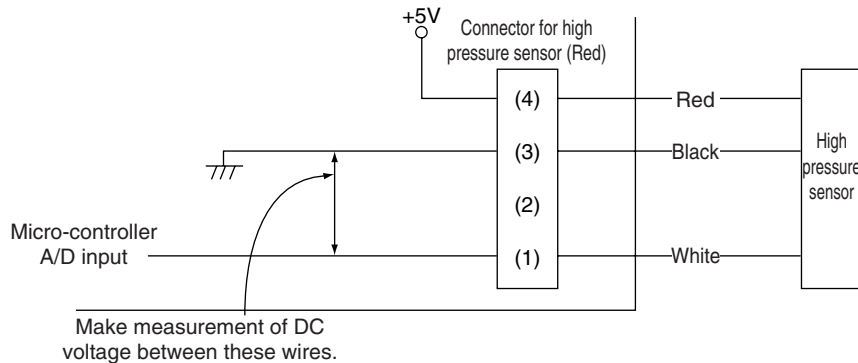 +5V
Connector for high
pressure sensor (Red)
(4)
Red
(3)
Black
High
pressure
sensor
(2)
Micro-controller
A/D input
(1)
White
Make measurement of DC
voltage between these wires.